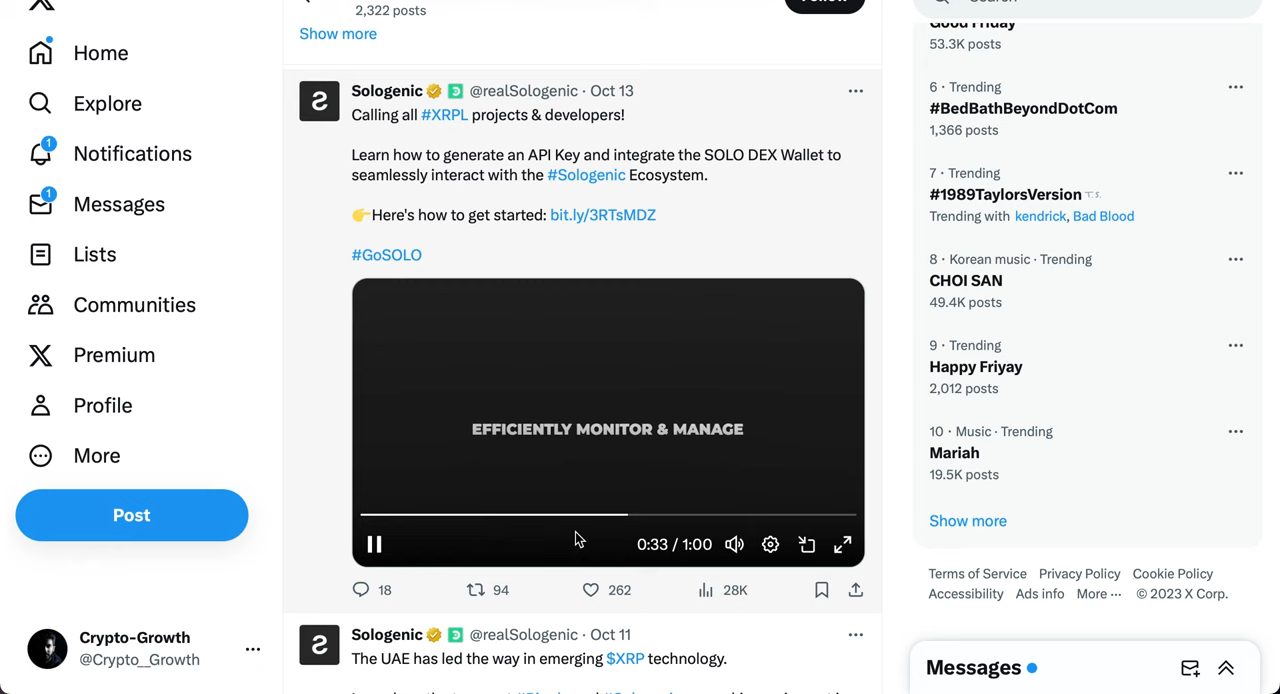 Home
Explore
1
Notifications
1
Messages
Lists
Communities
Premium
Profile
More
Post
Crypto-Growth
@Crypto__Growth
2,322 posts
Follow
Show more
Sologenic @realSologenic · Oct 13
Calling all #XRPL projects & developers!
Learn how to generate an API Key and integrate the SOLO DEX Wallet to
seamlessly interact with the #Sologenic Ecosystem.
👉Here's how to get started: bit.ly/3RTsMDZ
#GoSOLO
EFFICIENTLY MONITOR & MANAGE
0:33 / 1:00
18 94 262 28K
Sologenic @realSologenic · Oct 11
The UAE has led the way in emerging $XRP technology.
Search
Good Friday
53.3K posts
6 · Trending
#BedBathBeyondDotCom
1,366 posts
7 · Trending
#1989TaylorsVersion
Trending with kendrick, Bad Blood
8 · Korean music · Trending
CHOI SAN
49.4K posts
9 · Trending
Happy Friyay
2,012 posts
10 · Music · Trending
Mariah
19.5K posts
Show more
Terms of Service Privacy Policy Cookie Policy
Accessibility Ads info More ··· © 2023 X Corp.
Messages